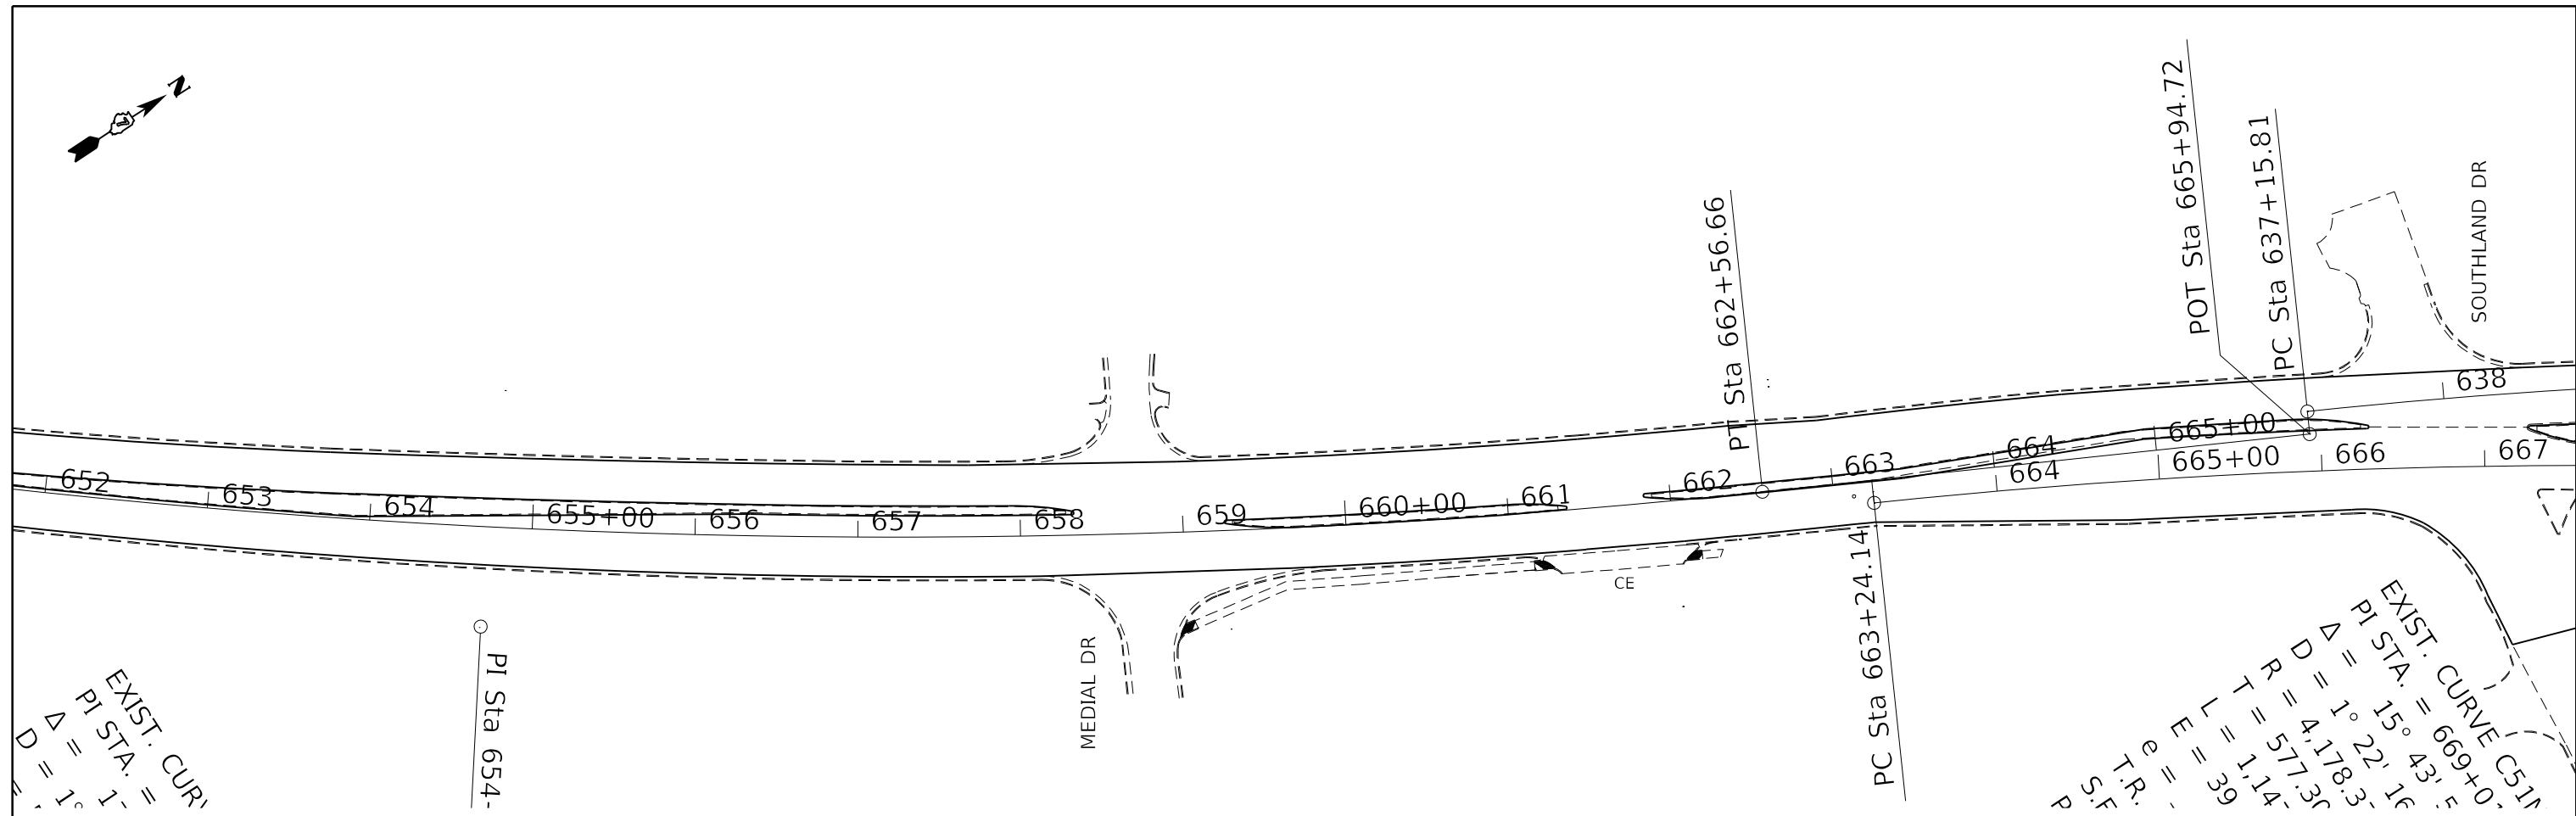 N
POT Sta 665+94.72
PC Sta 637+15.81
SOUTHLAND DR
PT Sta 662+56.66
638
652
653
654
655+00
656
657
658
659
660+00
661
662
663
664
665+00
664
665+00
666
667
CE
PC Sta 663+24.14
MEDIAL DR
PI Sta 654
EXIST. CUR
PI STA. =
Δ =
D = 1°
EXIST. CURVE C51
PI STA. = 669+0
Δ = 15° 43'
D = 1° 22' 16
R = 4,178.3
T = 577.3
L = 1,14
E = 39
e =
T.R.